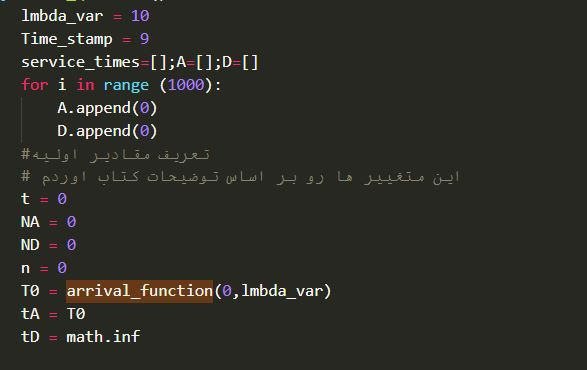 lmbda_var = 10
Time_stamp = 9
service_times=[];A=[];D=[]
for i in range (1000):
    A.append(0)
    D.append(0)
#تعریف مقادیر اولیه
# این متغییر ها رو بر اساس توضیحات کتاب اوردم
t = 0
NA = 0
ND = 0
n = 0
T0 = arrival_function(0,lmbda_var)
tA = T0
tD = math.inf